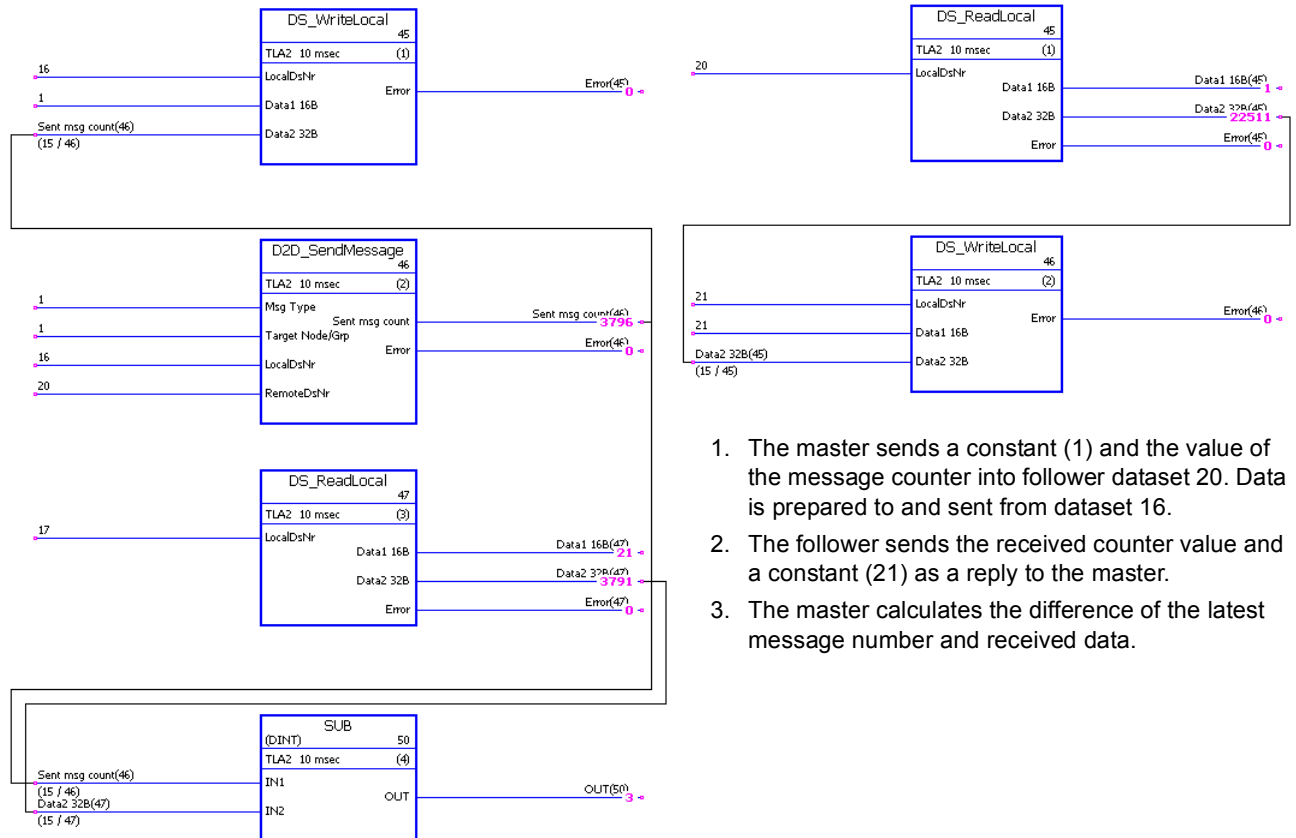 DS_WriteLocal
45
TLA2 10 msec (1)
16
LocalDsNr
Error
Error(45)
0
1
Data1 16B
Sent msg count(46)
Data2 32B
(15 / 46)
D2D_SendMessage
46
TLA2 10 msec (2)
1
Msg Type
Sent msg count
Sent msg count(46)
3796
1
Target Node/Grp
Error
Error(46)
0
16
LocalDsNr
20
RemoteDsNr
DS_ReadLocal
47
TLA2 10 msec (3)
17
LocalDsNr
Data1 16B
Data1 16B(47)
21
Data2 32B
Data2 32B(47)
3791
Error
Error(47)
0
SUB
(DINT) 50
TLA2 10 msec (4)
Sent msg count(46)
IN1
(15 / 46)
OUT
OUT(50)
3
Data2 32B(47)
IN2
(15 / 47)
DS_ReadLocal
45
TLA2 10 msec (1)
20
LocalDsNr
Data1 16B
Data1 16B(45)
1
Data2 32B
Data2 32B(45)
22511
Error
Error(45)
0
DS_WriteLocal
46
TLA2 10 msec (2)
21
LocalDsNr
Error
Error(46)
0
21
Data1 16B
Data2 32B(45)
Data2 32B
(15 / 45)
1. The master sends a constant (1) and the value of
the message counter into follower dataset 20. Data
is prepared to and sent from dataset 16.
2. The follower sends the received counter value and
a constant (21) as a reply to the master.
3. The master calculates the difference of the latest
message number and received data.